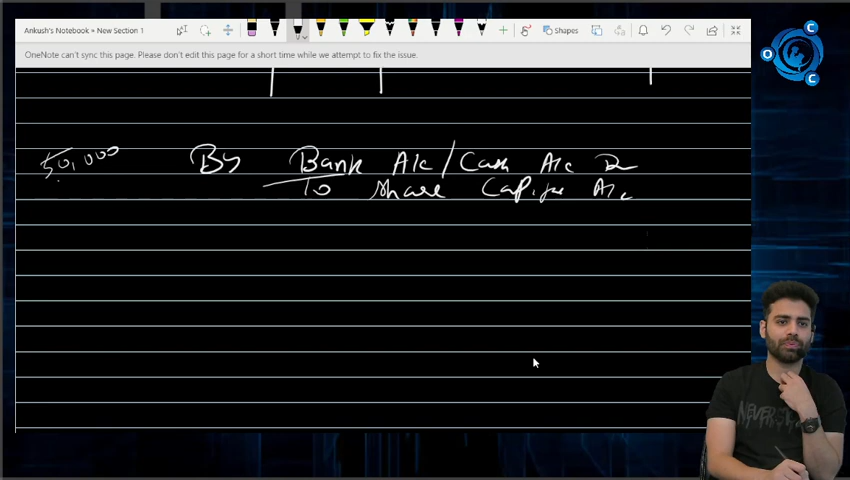 Ankush's Notebook » New Section 1
Shapes
OneNote can't sync this page. Please don't edit this page for a short time while we attempt to fix the issue.
50,000 By Bank A/c / Cash A/c Dr
To Share Capital A/c
O C C
NEVER